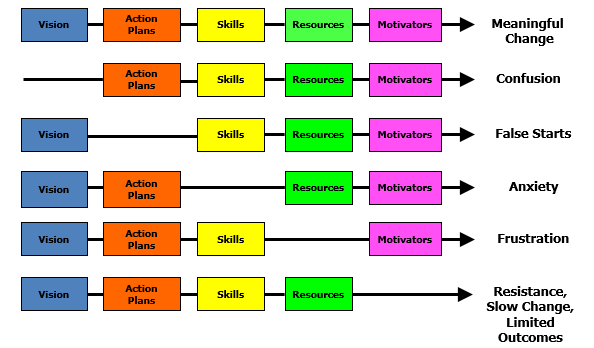 Vision Action Plans Skills Resources Motivators Meaningful Change
Action Plans Skills Resources Motivators Confusion
Vision Skills Resources Motivators False Starts
Vision Action Plans Resources Motivators Anxiety
Vision Action Plans Skills Motivators Frustration
Vision Action Plans Skills Resources Resistance,
Slow Change,
Limited
Outcomes